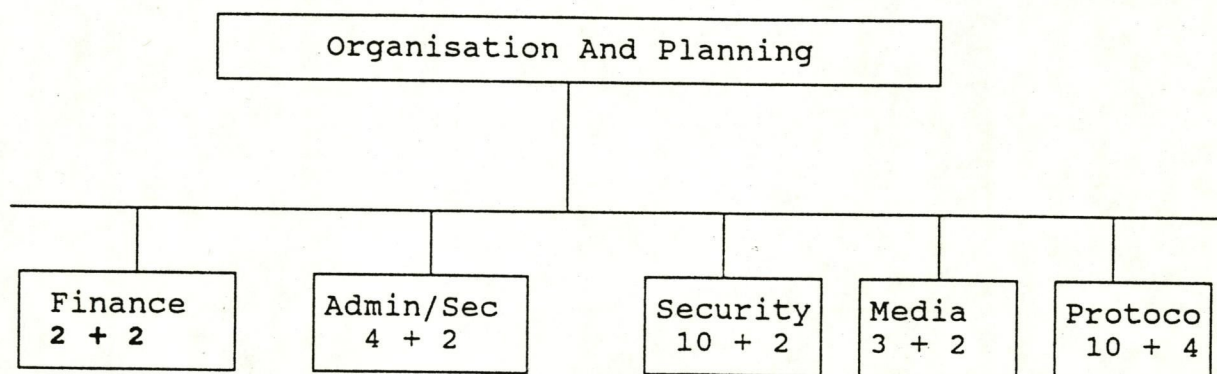 Organisation And Planning
Finance
2 + 2
Admin/Sec
4 + 2
Security
10 + 2
Media
3 + 2
Protoco
10 + 4